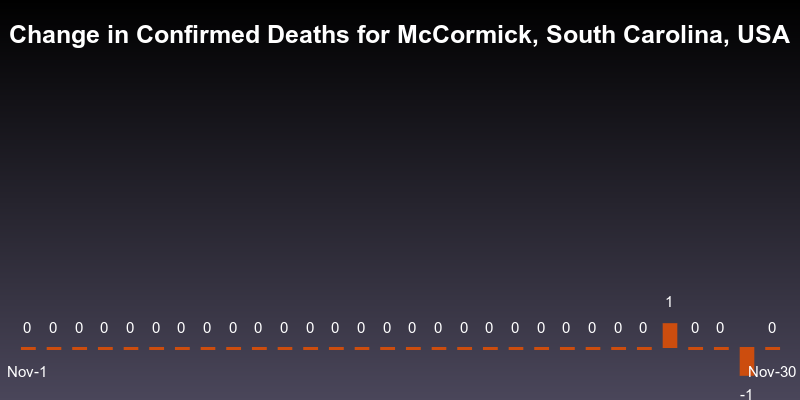 Change in Confirmed Deaths for McCormick, South Carolina, USA
1
0 0 0 0 0 0 0 0 0 0 0 0 0 0 0 0 0 0 0 0 0 0 0 0 0 0 0 0
Nov-1 Nov-30
-1